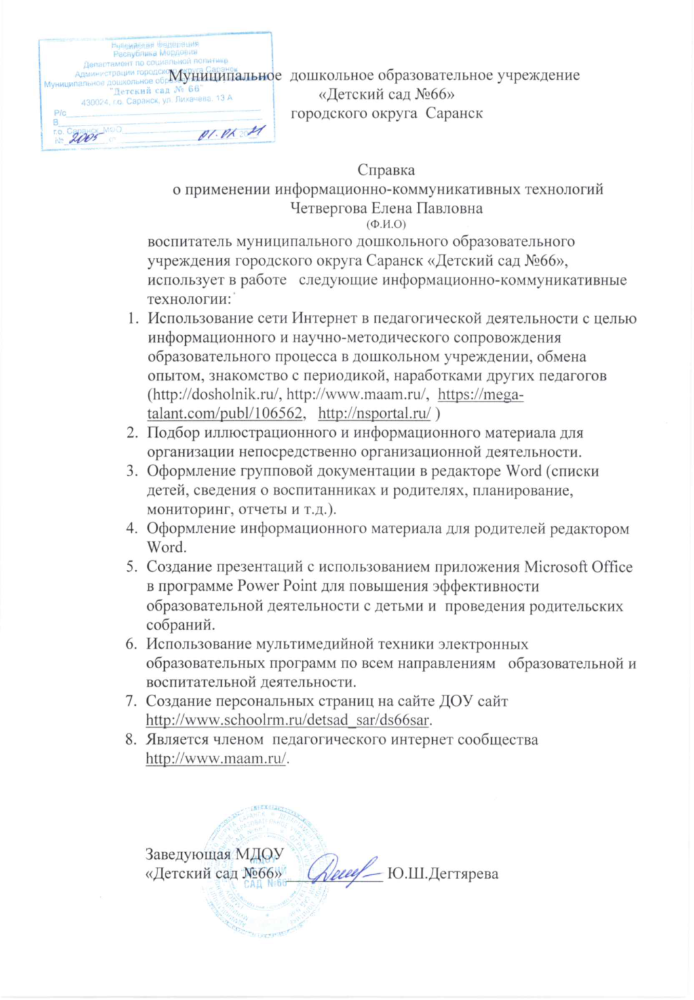 Российская Федерация
Республика Мордовия
Департамент по социальной политике
Администрации городского округа Саранск
Муниципальное дошкольное
"Детский сад № 66"
430024, г.о. Саранск, ул. Лихачева, 13 А
Р/с
В
г.о. Саранск МФО
№ 2005 от 20
Муниципальное дошкольное образовательное учреждение
«Детский сад №66»
городского округа Саранск
Справка
о применении информационно-коммуникативных технологий
Четвергова Елена Павловна
(Ф.И.О)
воспитатель муниципального дошкольного образовательного
учреждения городского округа Саранск «Детский сад №66»,
использует в работе следующие информационно-коммуникативные
технологии:
1. Использование сети Интернет в педагогической деятельности с целью
информационного и научно-методического сопровождения
образовательного процесса в дошкольном учреждении, обмена
опытом, знакомство с периодикой, наработками других педагогов
(http://dosholnik.ru/, http://www.maam.ru/, https://mega-
talant.com/publ/106562, http://nsportal.ru/ )
2. Подбор иллюстрационного и информационного материала для
организации непосредственно организационной деятельности.
3. Оформление групповой документации в редакторе Word (списки
детей, сведения о воспитанниках и родителях, планирование,
мониторинг, отчеты и т.д.).
4. Оформление информационного материала для родителей редактором
Word.
5. Создание презентаций с использованием приложения Microsoft Office
в программе Power Point для повышения эффективности
образовательной деятельности с детьми и проведения родительских
собраний.
6. Использование мультимедийной техники электронных
образовательных программ по всем направлениям образовательной и
воспитательной деятельности.
7. Создание персональных страниц на сайте ДОУ сайт
http://www.schoolrm.ru/detsad_sar/ds66sar.
8. Является членом педагогического интернет сообщества
http://www.maam.ru/.
Заведующая МДОУ
«Детский сад №66» Ю.Ш.Дегтярева
МДОУ
САД №66"